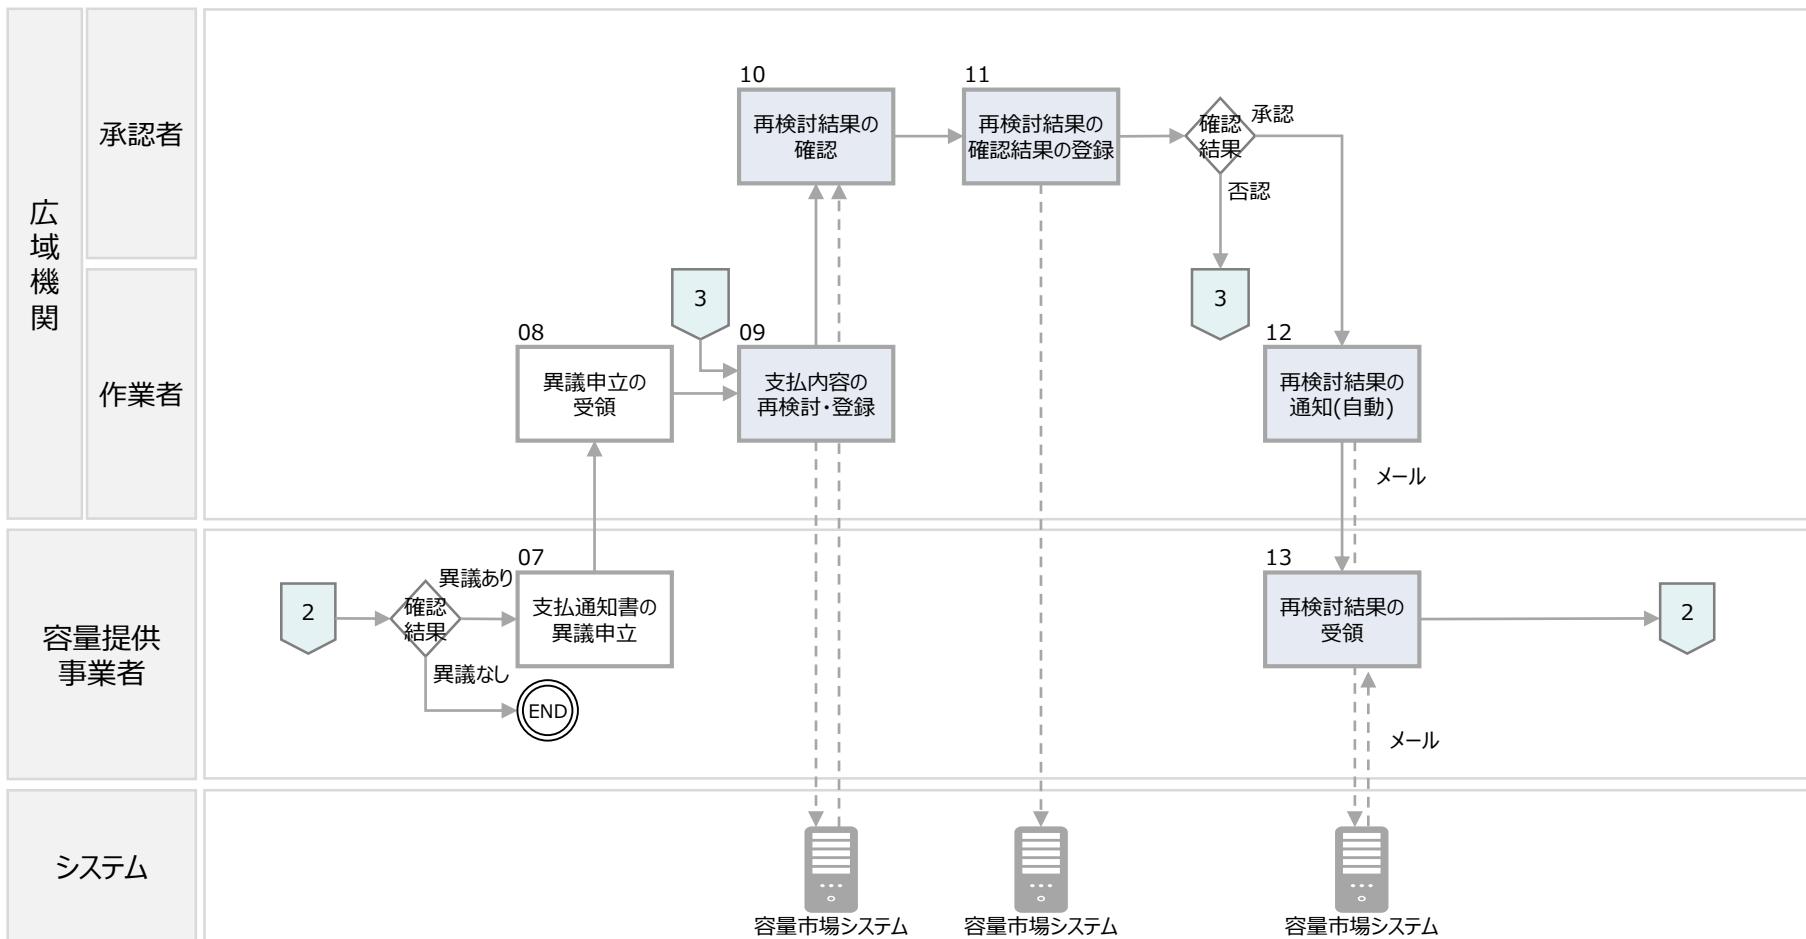 広域機関
承認者
10
再検討結果の
確認
11
再検討結果の
確認結果の登録
確認
結果
承認
否認
作業者
3
3
08
異議申立の
受領
09
支払内容の
再検討・登録
12
再検討結果の
通知(自動)
メール
容量提供
事業者
2
確認
結果
異議あり
異議なし
07
支払通知書の
異議申立
END
13
再検討結果の
受領
2
メール
システム
容量市場システム
容量市場システム
容量市場システム